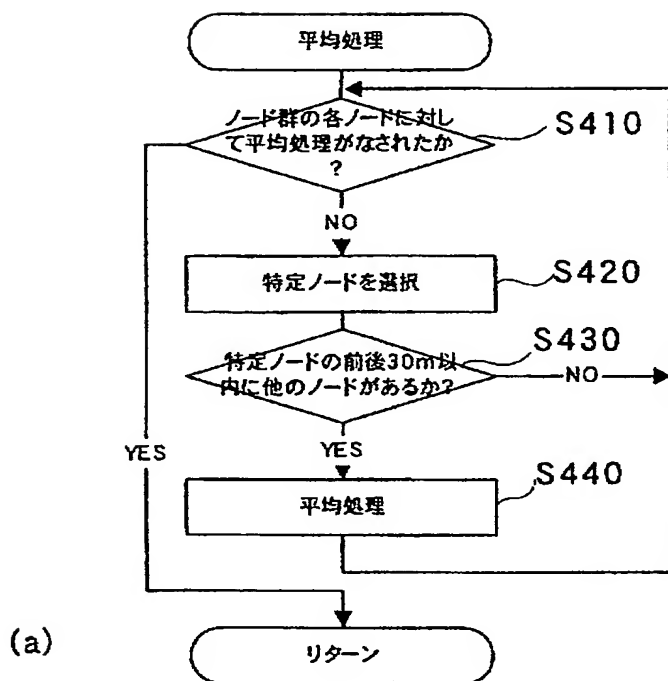 平均処理
ノード群の各ノードに対し
て平均処理がなされたか
?
S410
NO
特定ノードを選択
S420
特定ノードの前後30m以
内に他のノードがあるか?
S430
NO
YES
YES
平均処理
S440
(a)
リターン